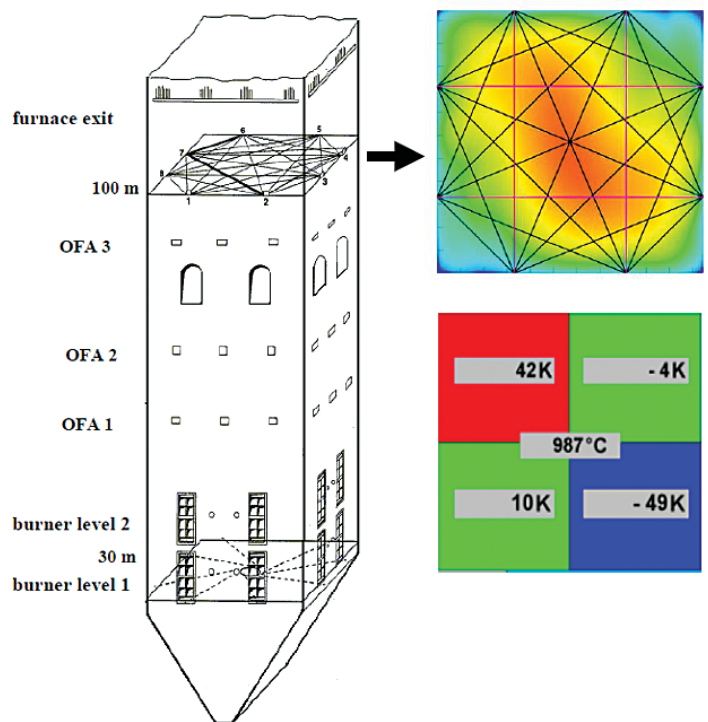 furnace exit
6
5
7
4
8
3
100 m
1
2
OFA 3
OFA 2
OFA 1
burner level 2
30 m
burner level 1
42K
- 4K
987°C
10K
- 49K